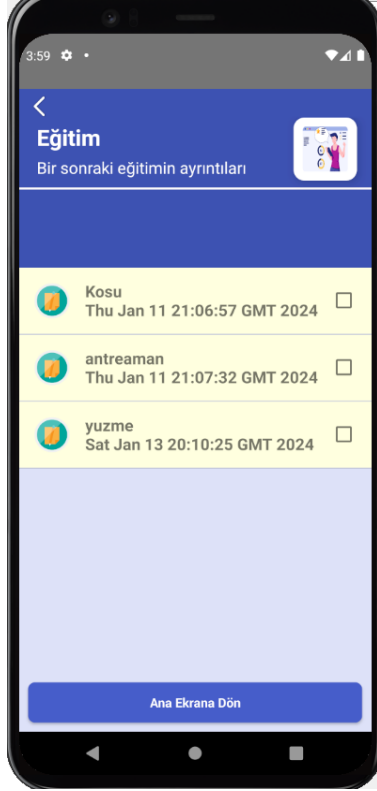 3:59
Eğitim
Bir sonraki eğitimin ayrıntıları
Kosu
Thu Jan 11 21:06:57 GMT 2024
antreaman
Thu Jan 11 21:07:32 GMT 2024
yuzme
Sat Jan 13 20:10:25 GMT 2024
Ana Ekrana Dön